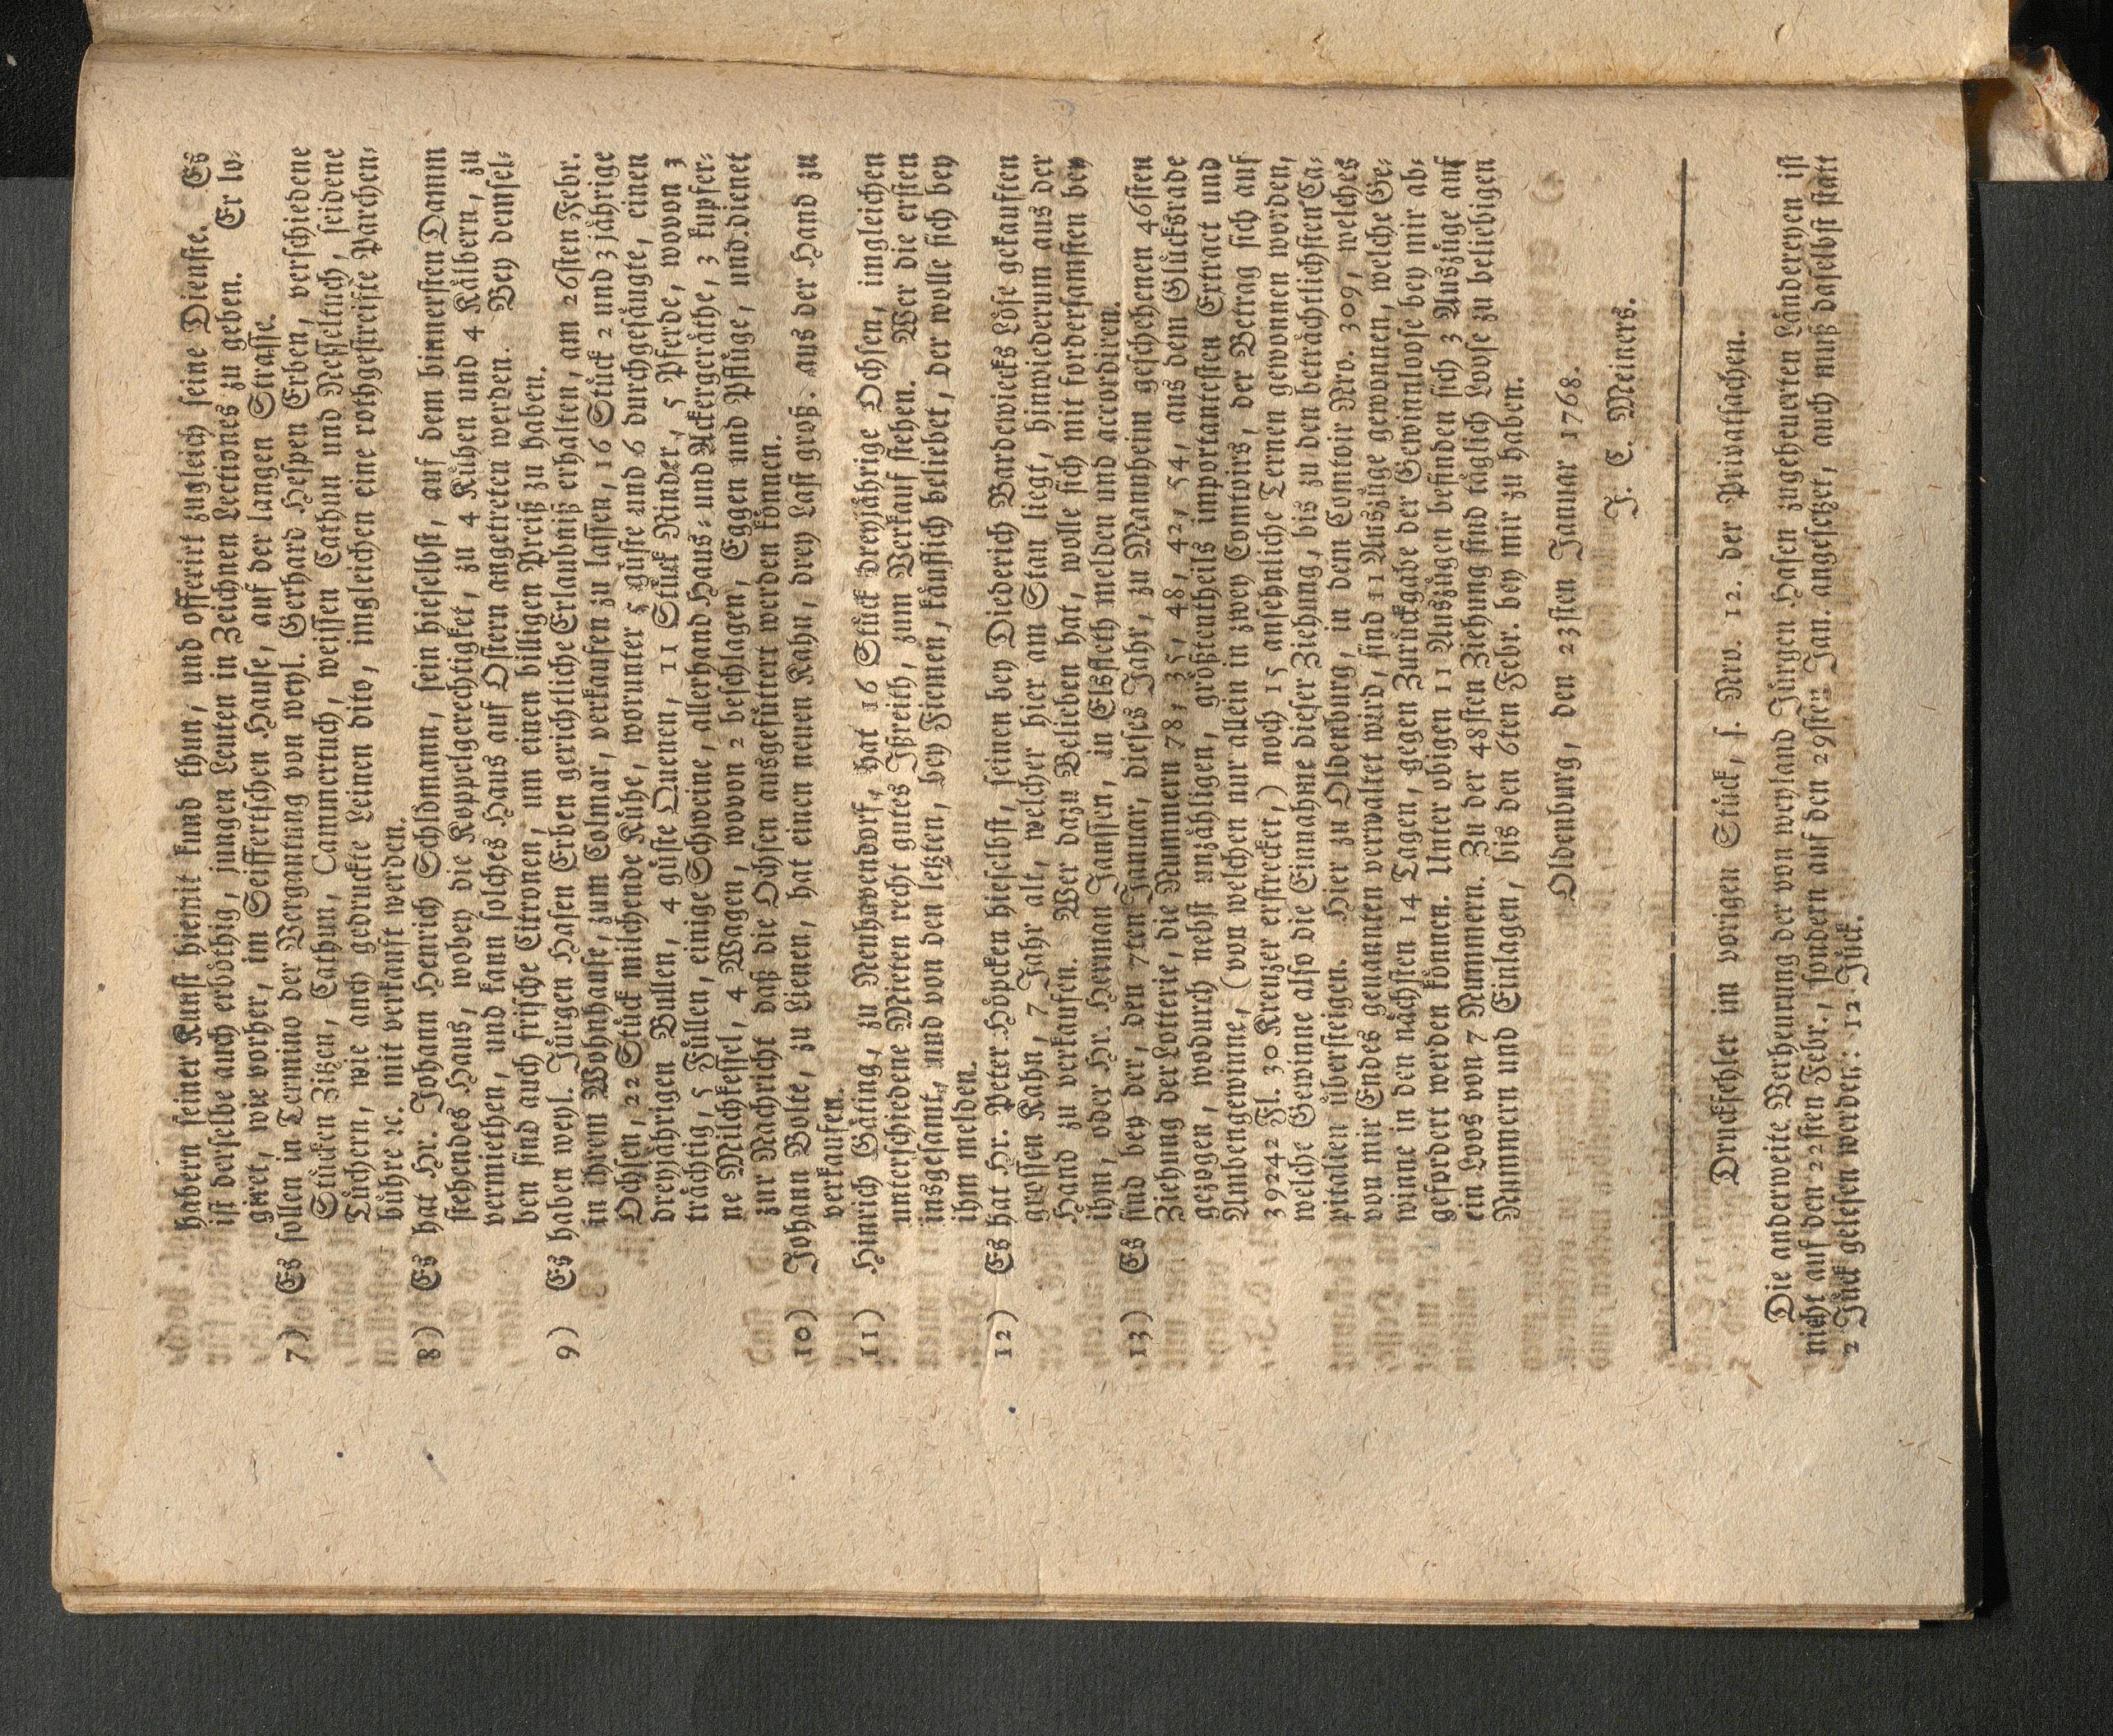 habern seiner Kunst hiemit kund thun, und offerirt zugleich seine Dienste. Es
ist derselbe auch erböthig, jungen Leuten in Zeichnen Lectiones zu geben. Er lo-
giret, wie vorher, im Seiffertschen Hause, auf der langen Strasse.
7) Es sollen in Termino der Vergantung von weyl. Gerhard Hespen Erben, verschiedene
Stücken Zitzen, Cathun, Cammertuch, weissen Cathun und Nesseltuch, seidene
Tüchern, wie auch gedruckte Leinen dito, imgleichen eine rothgestreifte Parchen-
bühre ꝛc. mit verkauft werden.
8) Es hat Hr. Johann Henrich Schldmann, sein hieselbst, auf dem binnersten Damm
stehendes Haus, wobey die Koppelgerechtigket, zu 4 Kühen und 4 Kälbern, zu
vermiethen, und kann solches Haus auf Ostern angetreten werden. Bey demsel-
ben sind auch frische Citronen, um einen billigen Preiß zu haben.
9) Es haben weyl. Jürgen Hasen Erben gerichtliche Erlaubniß erhalten, am 26sten Febr.
in ihrem Wohnhause, zum Colmar, verkaufen zu lassen, 16 Stück 2 und 3 jährige
Ochsen, 22 Stück milchende Kühe, worunter 5 güste und 6 durchgesäugte, einen
dreyjährigen Bullen, 4 güste Quenen, 11 Stück Rinder, 5 Pferde, wovon 3
trächtig, 5 Füllen, einige Schweine, allerhand Haus- und Ackergeräthe, 3 kupfer-
ne Milchkessel, 4 Wagen, wovon 2 beschlagen, Eggen und Pflüge, und dienet
zur Nachricht daß die Ochsen ausgefüttert werden können.
10) Johann Bolte, zu Lienen, hat einen neuen Kahn, drey Last groß. aus der Hand zu
verkaufen.
11) Hinrich Gäting, zu Neuhawendorf, hat 16 Stück dreyjährige Ochsen, imgleichen
unterschiedene Mieten recht gutes Ißreith, zum Verkauf stehen. Wer die ersten
insgesamt, und von den letzten, bey Fiemen, käuflich beliebet, der wolle sich bey
ihm melden.
12) Es hat Hr. Peter Höpcken hieselbst, seinen bey Diederich Bardewicks Löse gekauften
grossen Kahn, 7 Jahr alt, welcher hier am Stau liegt, hinwiederum aus der
Hand zu verkaufen. Wer dazu Belieben hat, wolle sich mit fordersamsten bey
ihm, oder Hr. Herman Janssen, in Elsfleth melden und accordiren.
13) Es sind bey der, den 7ten Januar, dieses Jahr, zu Mannheim geschehenen 46sten
Ziehung der Lotterie, die Nummern 78, 35, 48, 42, 54, aus dem Glücksrade
gezogen, wodurch nebst unzähligen, größtentheils importantesten Extract und
Ambengewinne, (von welchen nur allein in zwey Comtoirs, der Betrag sich auf
39242 Fl. 30 Kreuzer erstrecket,) noch 15 ansehnliche Ternen gewonnen worden,
welche Gewinne also die Einnahme dieser Ziehung, bis zu den beträchtlichsten Ca-
pitalien übersteigen. Hier zu Oldenburg, in dem Comtoir Nro. 309, welches
von mir Endes genannten verwaltet wird, sind 11 Auszüge gewonnen, welche Ge-
winne in den nächsten 14 Tagen, gegen Zurückgabe der Gewinnloose bey mir ab-
gefordert werden können. Unter obigen 11 Auszügen befinden sich 3 Auszüge auf
ein Loos von 7 Nummern. Zu der 48sten Ziehung sind täglich Loose zu beliebigen
Nummern und Einlagen, bis den 6ten Febr. bey mir zu haben.
Oldenburg, den 23sten Januar 1768.
J. C. Meiners.
Druckfehler im vorigen Stück, s. Nro. 12. der Privatsachen.
Die anderweite Verheurung der von weyland Jürgen Hasen zugeheuerten Ländereyen ist
nicht auf den 22sten Febr., sondern auf den 29sten Jan. angesetzet, auch muß daselbst statt
2 Jück gelesen werden: 12 Jück.